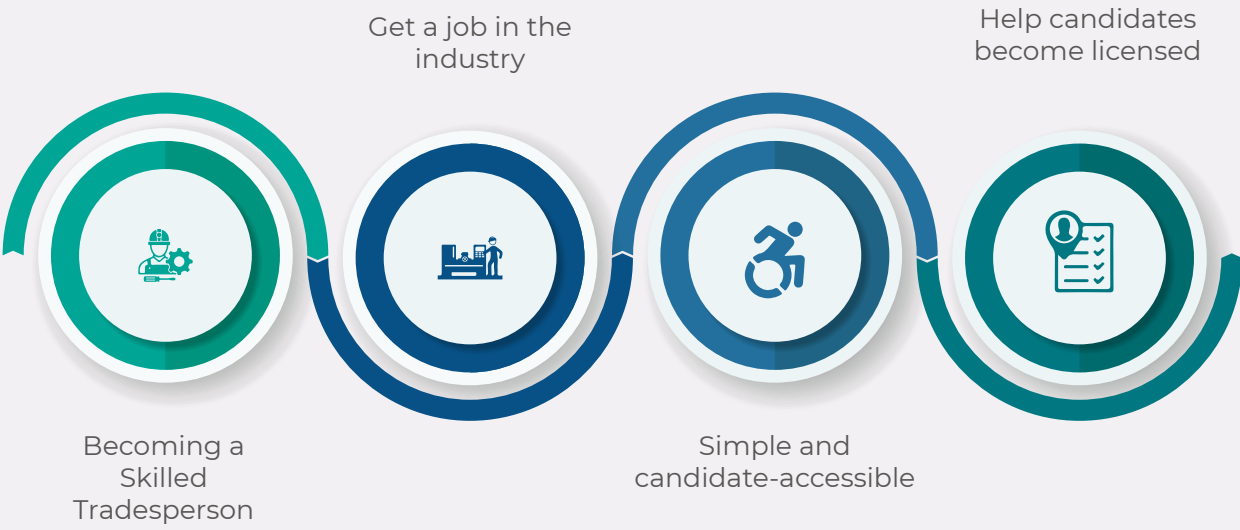 Becoming a
Skilled
Tradesperson
Get a job in the
industry
Simple and
candidate-accessible
Help candidates
become licensed